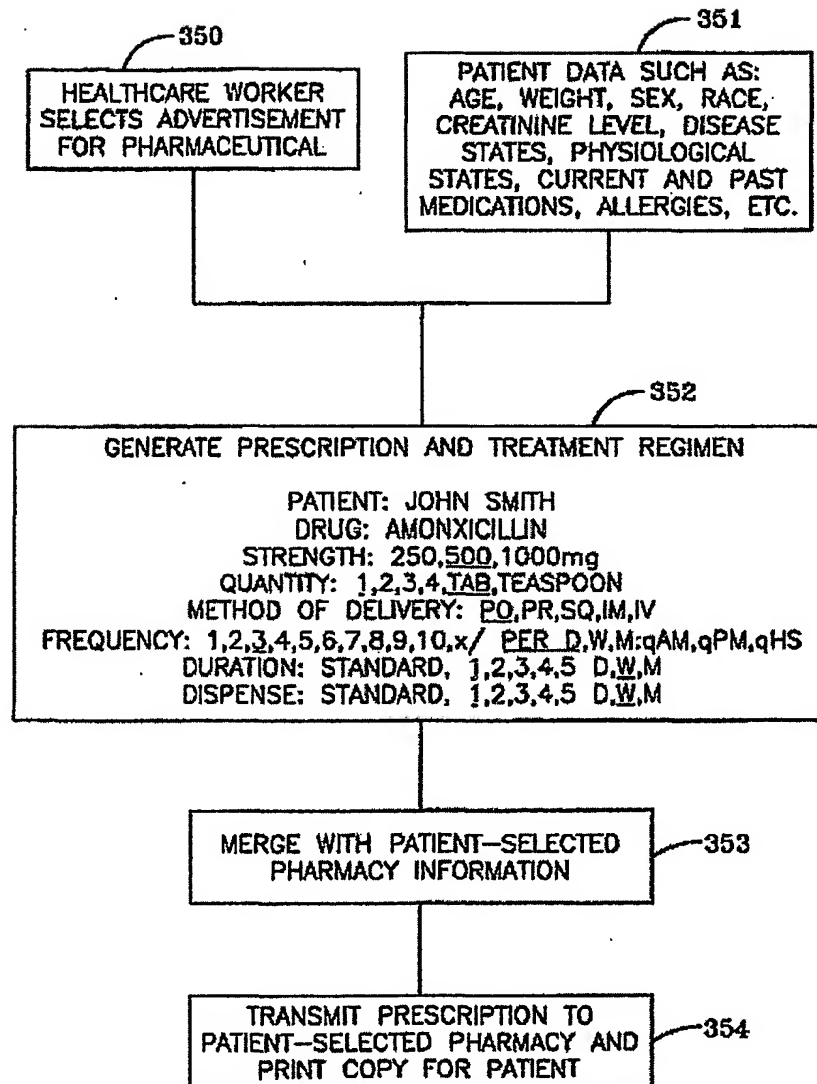 350
HEALTHCARE WORKER
SELECTS ADVERTISEMENT
FOR PHARMACEUTICAL
351
PATIENT DATA SUCH AS:
AGE, WEIGHT, SEX, RACE,
CREATININE LEVEL, DISEASE
STATES, PHYSIOLOGICAL
STATES, CURRENT AND PAST
MEDICATIONS, ALLERGIES, ETC.
352
GENERATE PRESCRIPTION AND TREATMENT REGIMEN
PATIENT: JOHN SMITH
DRUG: AMONXICILLIN
STRENGTH: 250,500,1000mg
QUANTITY: 1,2,3,4,TAB,TEASPOON
METHOD OF DELIVERY: PO,PR,SQ,IM,IV
FREQUENCY: 1,2,3,4,5,6,7,8,9,10,x/ PER D,W,M:qAM,qPM,qHS
DURATION: STANDARD, 1,2,3,4,5 D,W,M
DISPENSE: STANDARD, 1,2,3,4,5 D,W,M
MERGE WITH PATIENT-SELECTED
PHARMACY INFORMATION
353
TRANSMIT PRESCRIPTION TO
PATIENT-SELECTED PHARMACY AND
PRINT COPY FOR PATIENT
354